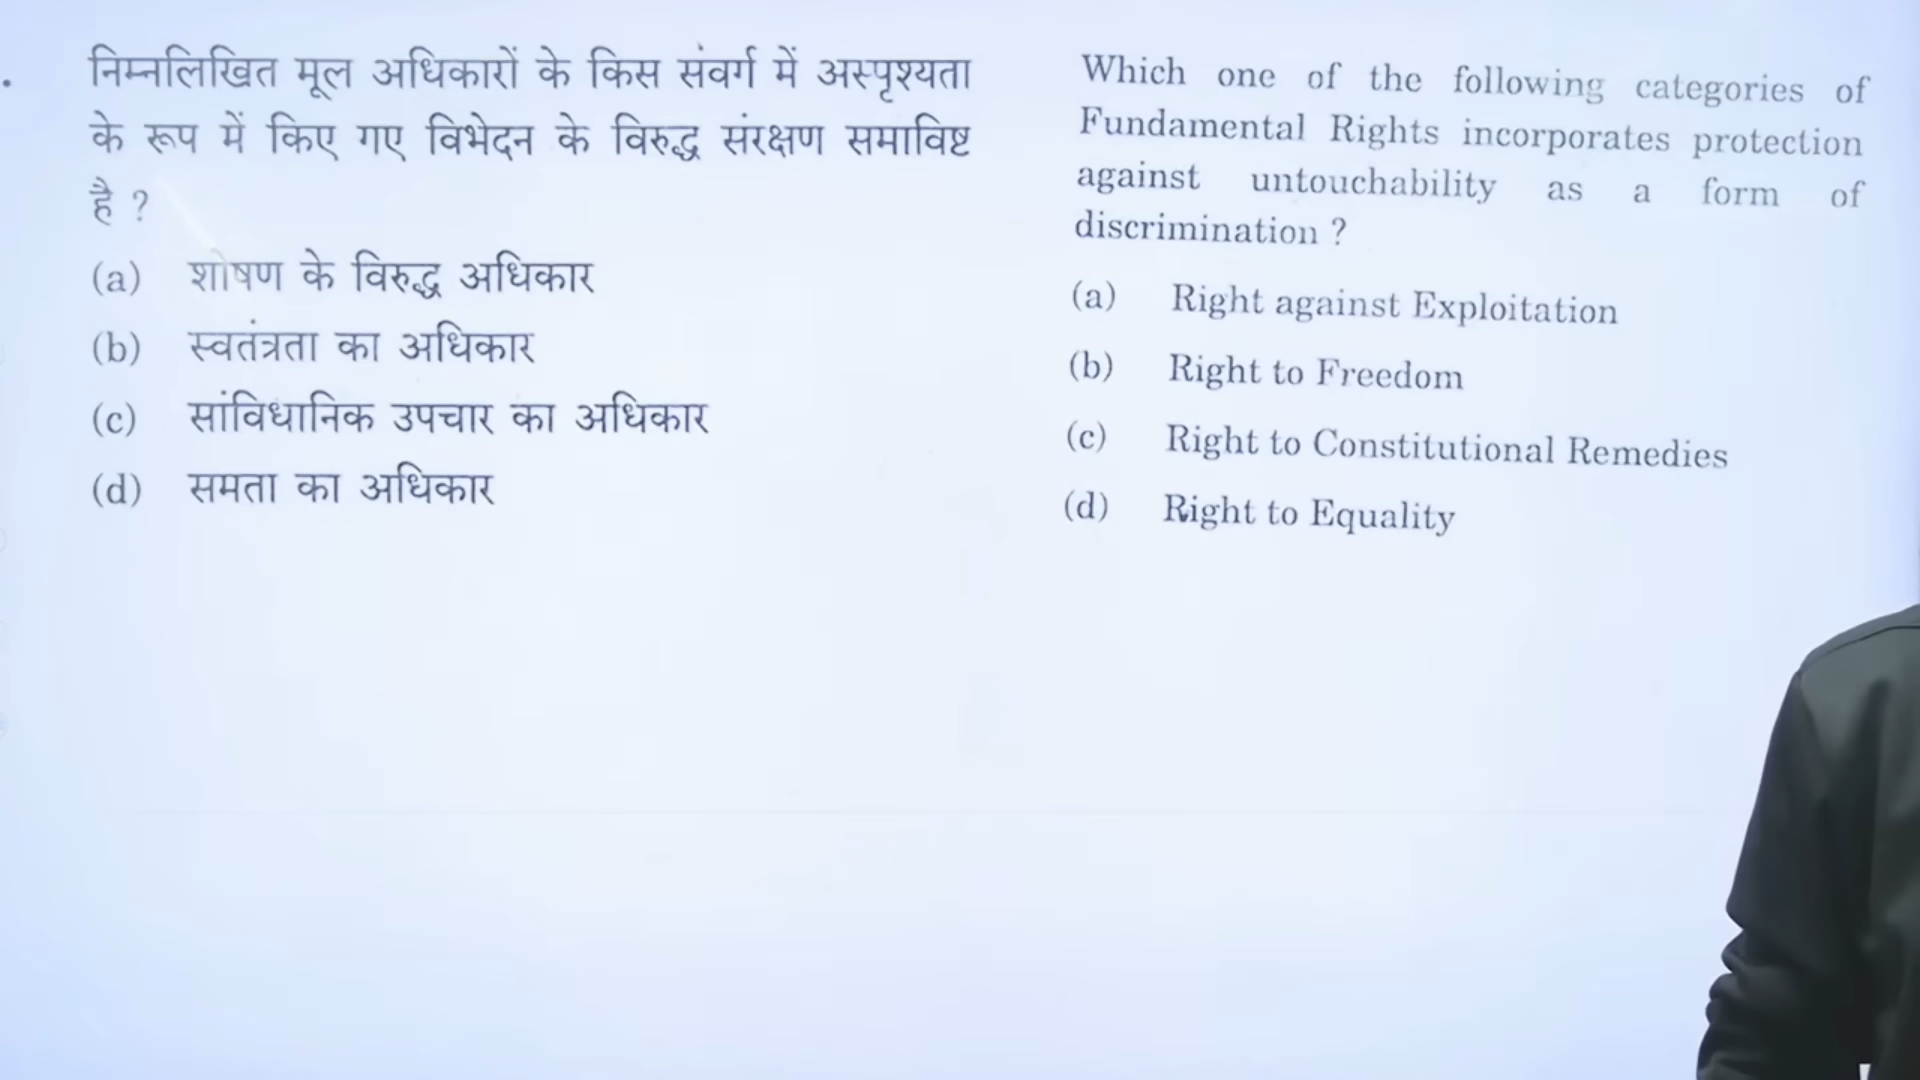 निम्नलिखित मूल अधिकारों के किस संवर्ग में अस्पृश्यता
के रूप में किए गए विभेदन के विरुद्ध संरक्षण समाविष्ट
है ?
(a) शोषण के विरुद्ध अधिकार
(b) स्वतंत्रता का अधिकार
(c) सांविधानिक उपचार का अधिकार
(d) समता का अधिकार
Which one of the following categories of
Fundamental Rights incorporates protection
against untouchability as a form of
discrimination ?
(a) Right against Exploitation
(b) Right to Freedom
(c) Right to Constitutional Remedies
(d) Right to Equality